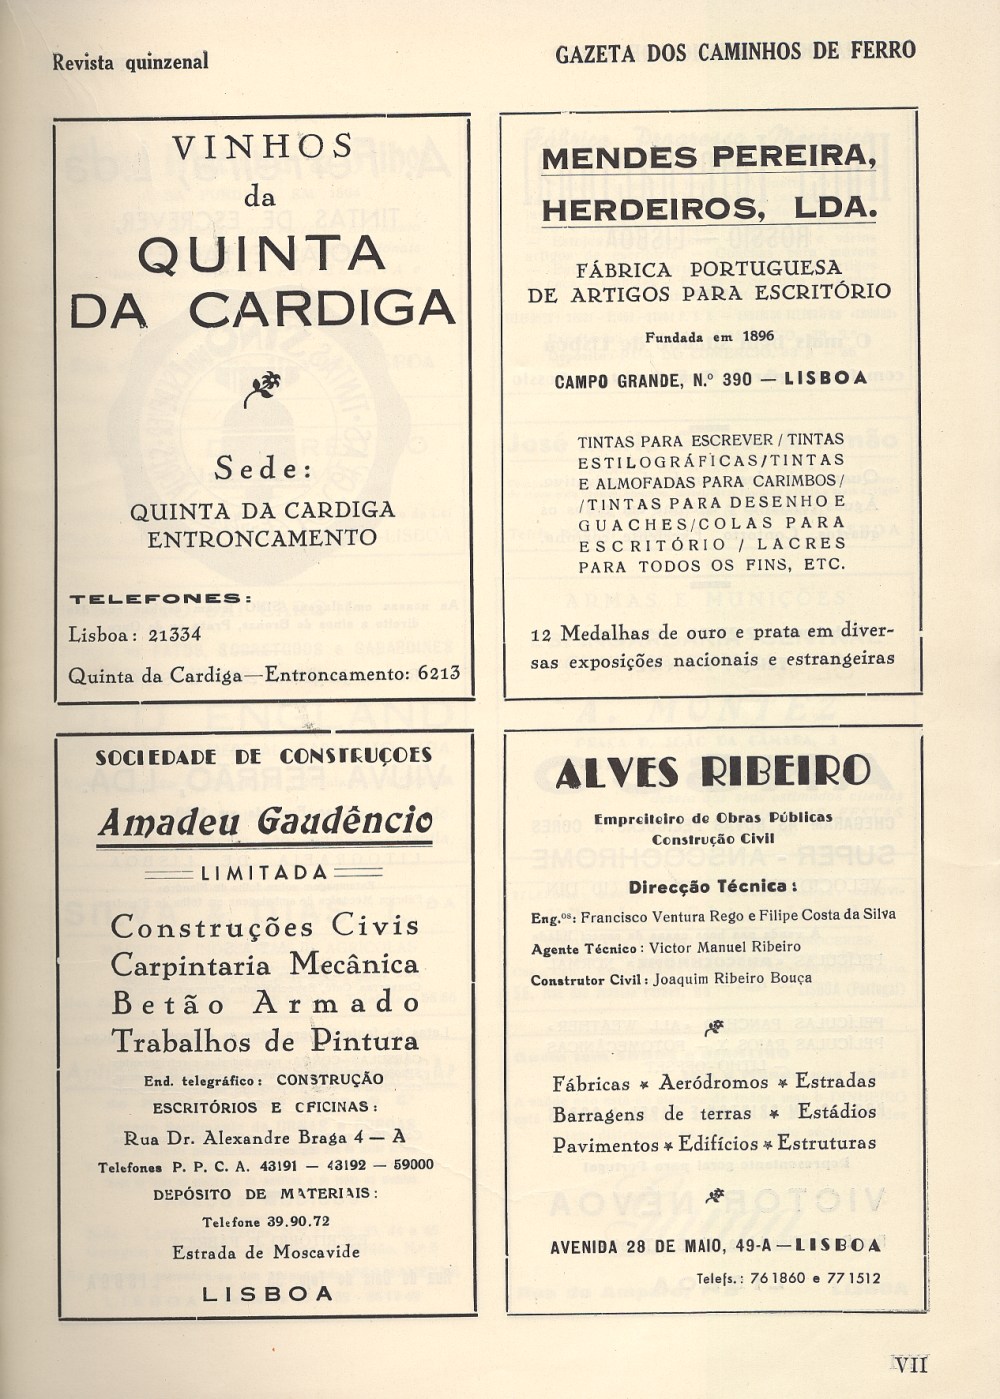 Revista quinzenal
GAZETA DOS CAMINHOS DE FERRO
VINHOS
da
QUINTA
DA CARDIGA
Sede:
QUINTA DA CARDIGA
ENTRONCAMENTO
TELEFONES:
Lisboa: 21334
Quinta da Cardiga—Entroncamento: 6213
MENDES PEREIRA,
HERDEIROS, LDA.
FÁBRICA PORTUGUESA
DE ARTIGOS PARA ESCRITÓRIO
Fundada em 1896
CAMPO GRANDE, N.º 390 — LISBOA
TINTAS PARA ESCREVER / TINTAS
ESTILOGRÁFICAS/TINTAS
E ALMOFADAS PARA CARIMBOS/
/TINTAS PARA DESENHO E
GUACHES/COLAS PARA
ESCRITÓRIO / LACRES
PARA TODOS OS FINS, ETC.
12 Medalhas de ouro e prata em diver-
sas exposições nacionais e estrangeiras
SOCIEDADE DE CONSTRUÇOES
Amadeu Gaudêncio
LIMITADA
Construções Civis
Carpintaria Mecânica
Betão Armado
Trabalhos de Pintura
End. telegráfico: CONSTRUÇÃO
ESCRITÓRIOS E OFICINAS:
Rua Dr. Alexandre Braga 4 — A
Telefones P. P. C. A. 43191 — 43192 — 59000
DEPÓSITO DE MATERIAIS:
Telefone 39.90.72
Estrada de Moscavide
LISBOA
ALVES RIBEIRO
Empreiteiro de Obras Públicas
Construção Civil
Direcção Técnica:
Eng.ºs: Francisco Ventura Rego e Filipe Costa da Silva
Agente Técnico: Victor Manuel Ribeiro
Construtor Civil: Joaquim Ribeiro Bouça
Fábricas * Aeródromos * Estradas
Barragens de terras * Estádios
Pavimentos * Edifícios * Estruturas
AVENIDA 28 DE MAIO, 49-A — LISBOA
Telefs.: 761860 e 771512
VII